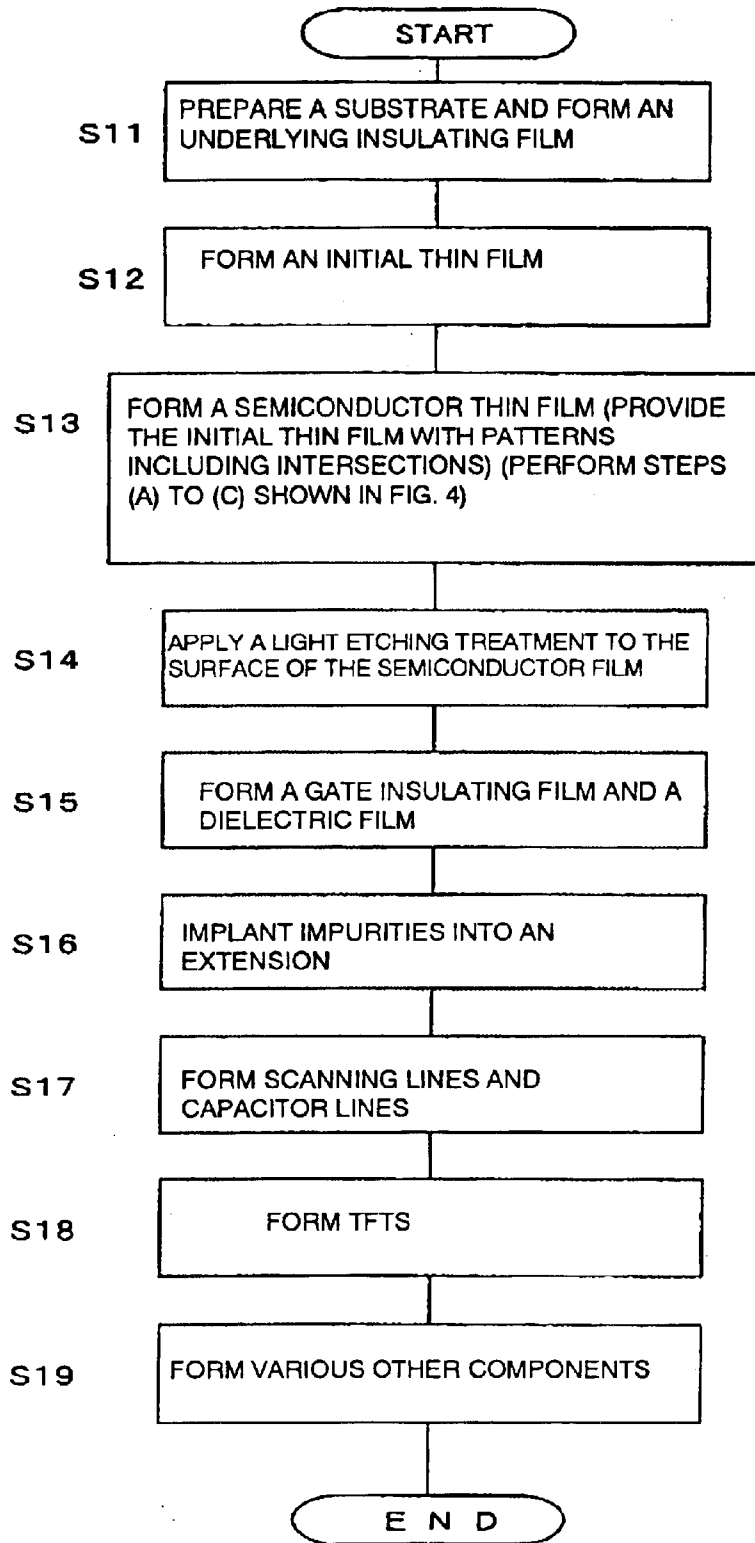 START
S11
PREPARE A SUBSTRATE AND FORM AN
UNDERLYING INSULATING FILM
S12
FORM AN INITIAL THIN FILM
S13
FORM A SEMICONDUCTOR THIN FILM (PROVIDE
THE INITIAL THIN FILM WITH PATTERNS
INCLUDING INTERSECTIONS) (PERFORM STEPS
(A) TO (C) SHOWN IN FIG. 4)
S14
APPLY A LIGHT ETCHING TREATMENT TO THE
SURFACE OF THE SEMICONDUCTOR FILM
S15
FORM A GATE INSULATING FILM AND A
DIELECTRIC FILM
S16
IMPLANT IMPURITIES INTO AN
EXTENSION
S17
FORM SCANNING LINES AND
CAPACITOR LINES
S18
FORM TFTS
S19
FORM VARIOUS OTHER COMPONENTS
E N D